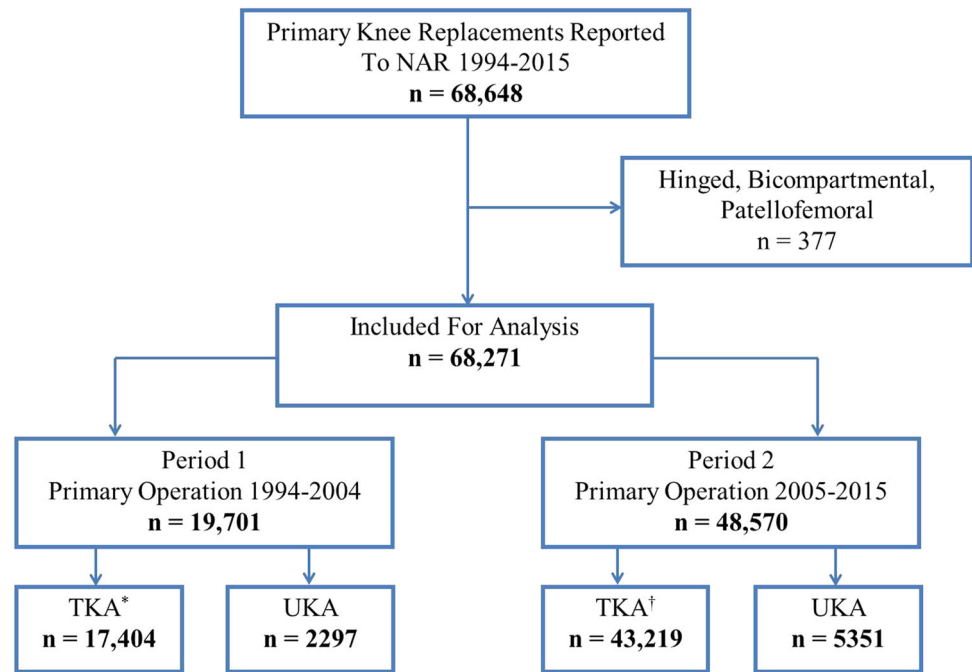 Primary Knee Replacements Reported
To NAR 1994-2015
n = 68,648
Hinged, Bicompartmental,
Patellofemoral
n = 377
Included For Analysis
n = 68,271
Period 1
Primary Operation 1994-2004
n = 19,701
Period 2
Primary Operation 2005-2015
n = 48,570
TKA*
n = 17,404
UKA
n = 2297
TKA†
n = 43,219
UKA
n = 5351